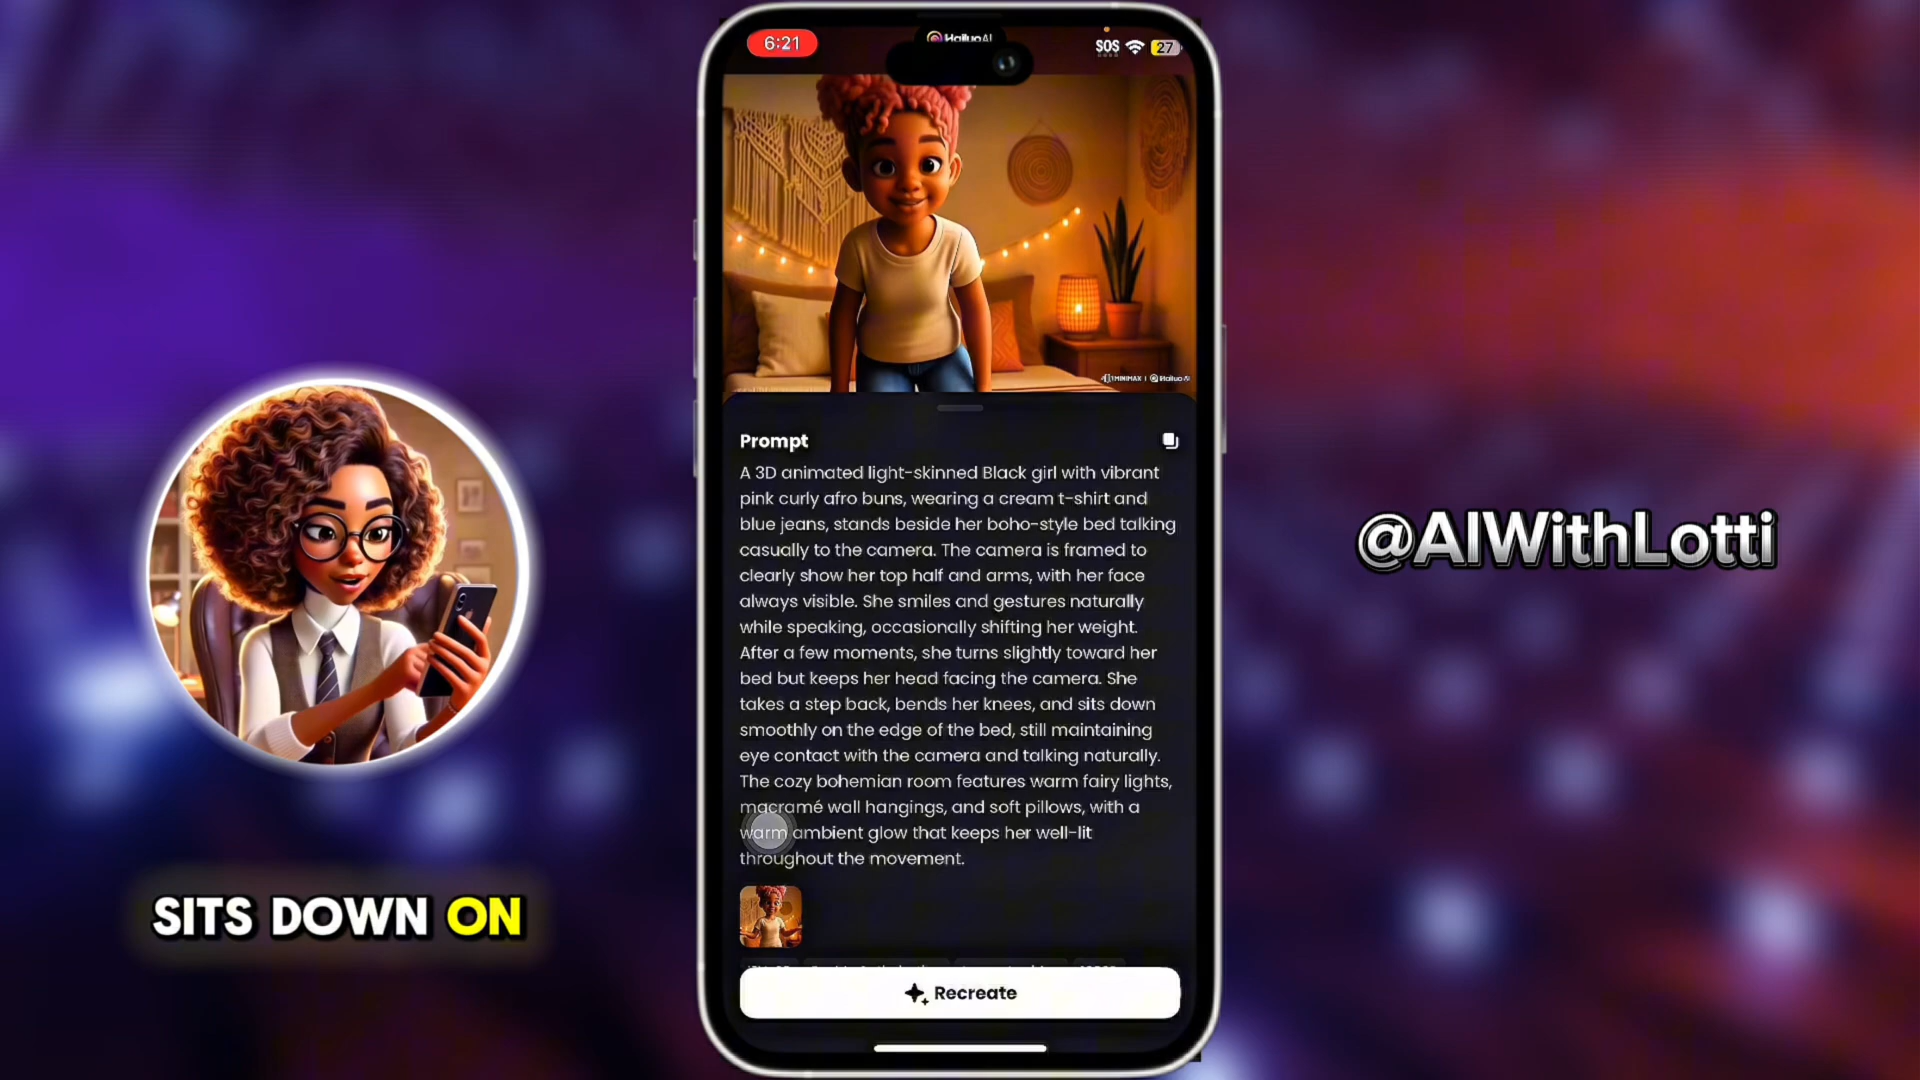 6:21
Hailuo AI
SOS
27
MINIMAX | Hailuo AI
Prompt
A 3D animated light-skinned Black girl with vibrant
pink curly afro buns, wearing a cream t-shirt and
blue jeans, stands beside her boho-style bed talking
casually to the camera. The camera is framed to
clearly show her top half and arms, with her face
always visible. She smiles and gestures naturally
while speaking, occasionally shifting her weight.
After a few moments, she turns slightly toward her
bed but keeps her head facing the camera. She
takes a step back, bends her knees, and sits down
smoothly on the edge of the bed, still maintaining
eye contact with the camera and talking naturally.
The cozy bohemian room features warm fairy lights,
macramé wall hangings, and soft pillows, with a
warm ambient glow that keeps her well-lit
throughout the movement.
Recreate
SITS DOWN ON
@AIWithLotti